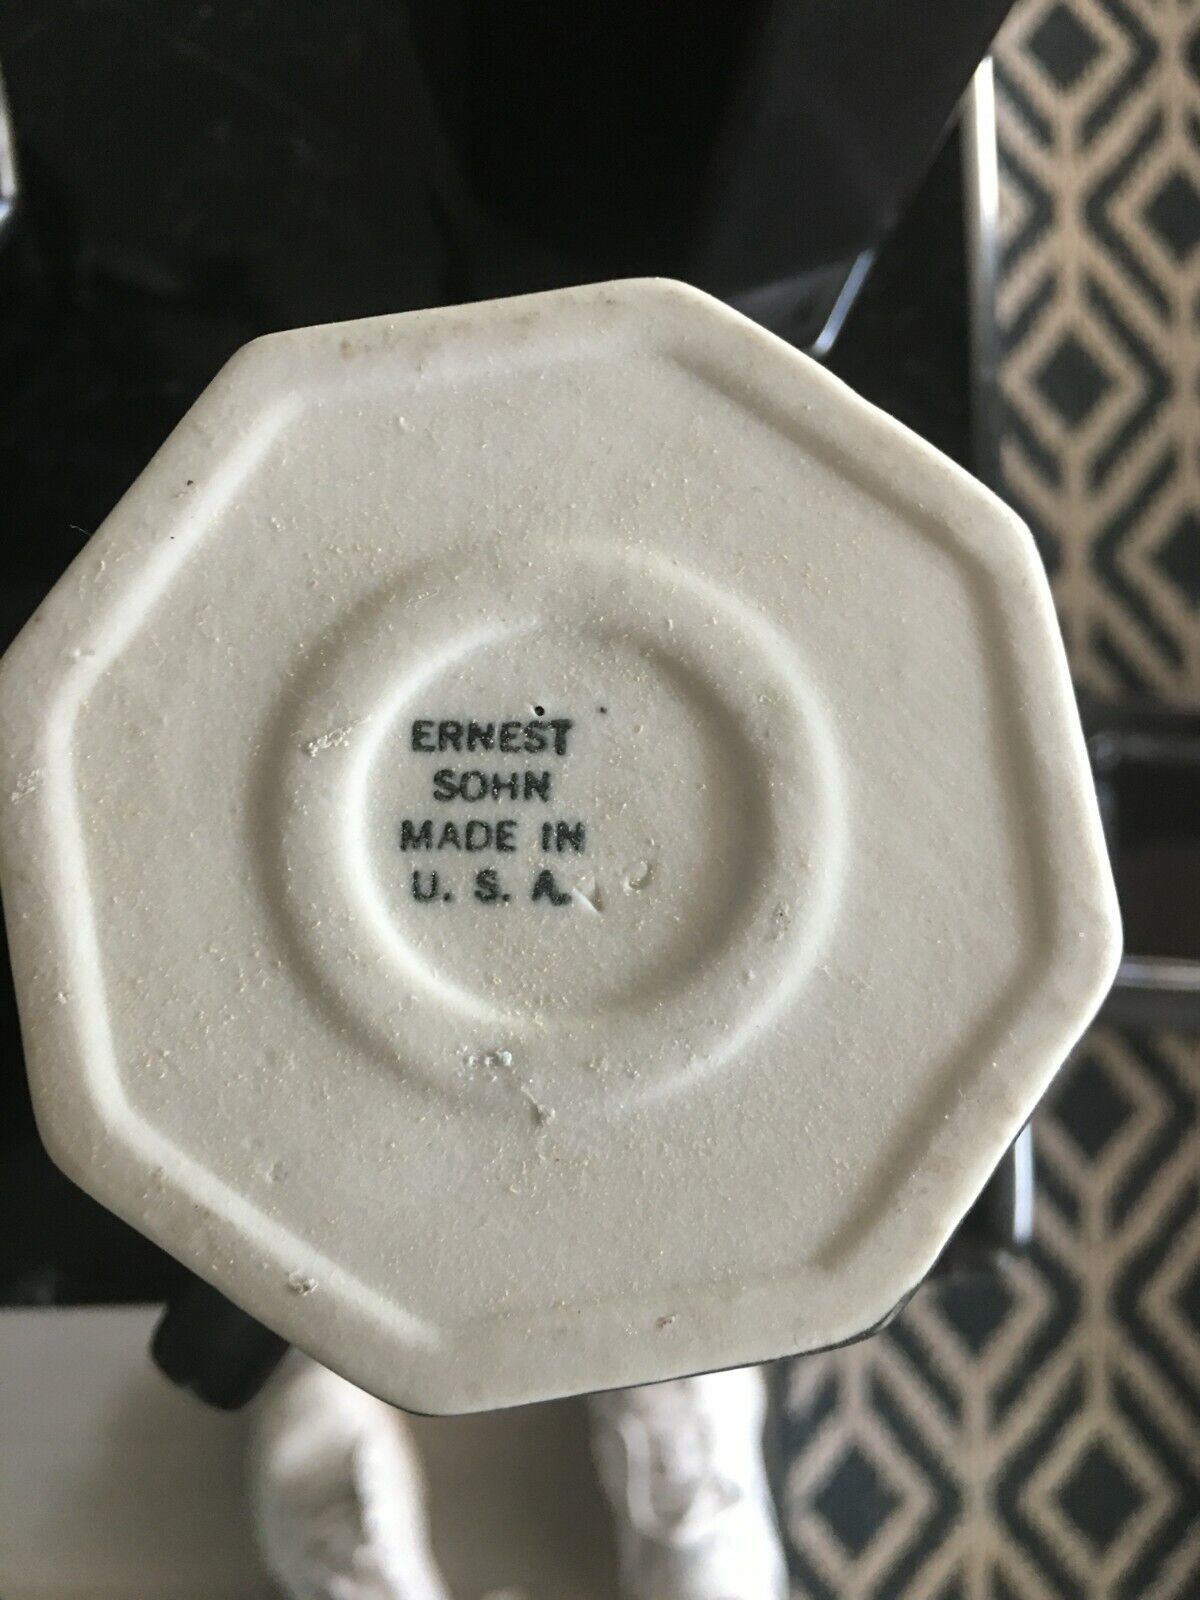 ERNEST
SOHN
MADE IN
U. S. A.